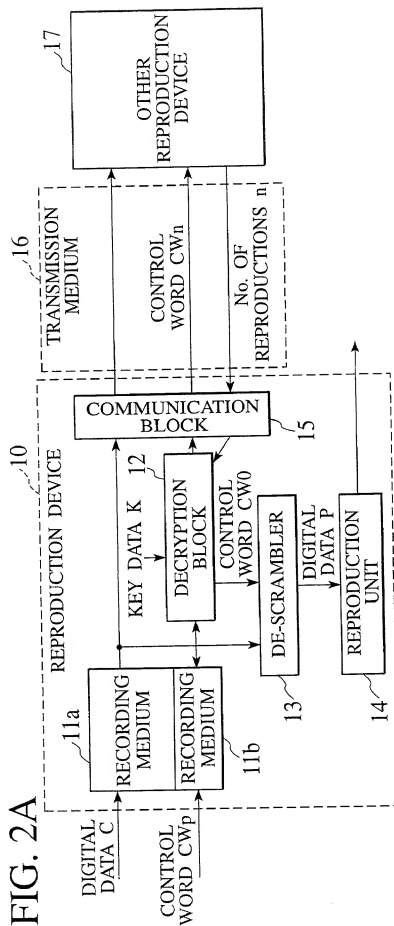 FIG. 2A
10
REPRODUCTION DEVICE
16
TRANSMISSION
MEDIUM
17
OTHER
REPRODUCTION
DEVICE
11a
DIGITAL
DATA C
RECORDING
MEDIUM
CONTROL
WORD CWp
RECORDING
MEDIUM
11b
KEY DATA K
12
DECRYPTION
BLOCK
CONTROL
WORD CW0
COMMUNICATION
BLOCK
15
CONTROL
WORD CWn
No. OF
REPRODUCTIONS n
DE-SCRAMBLER
13
DIGITAL
DATA P
REPRODUCTION
UNIT
14